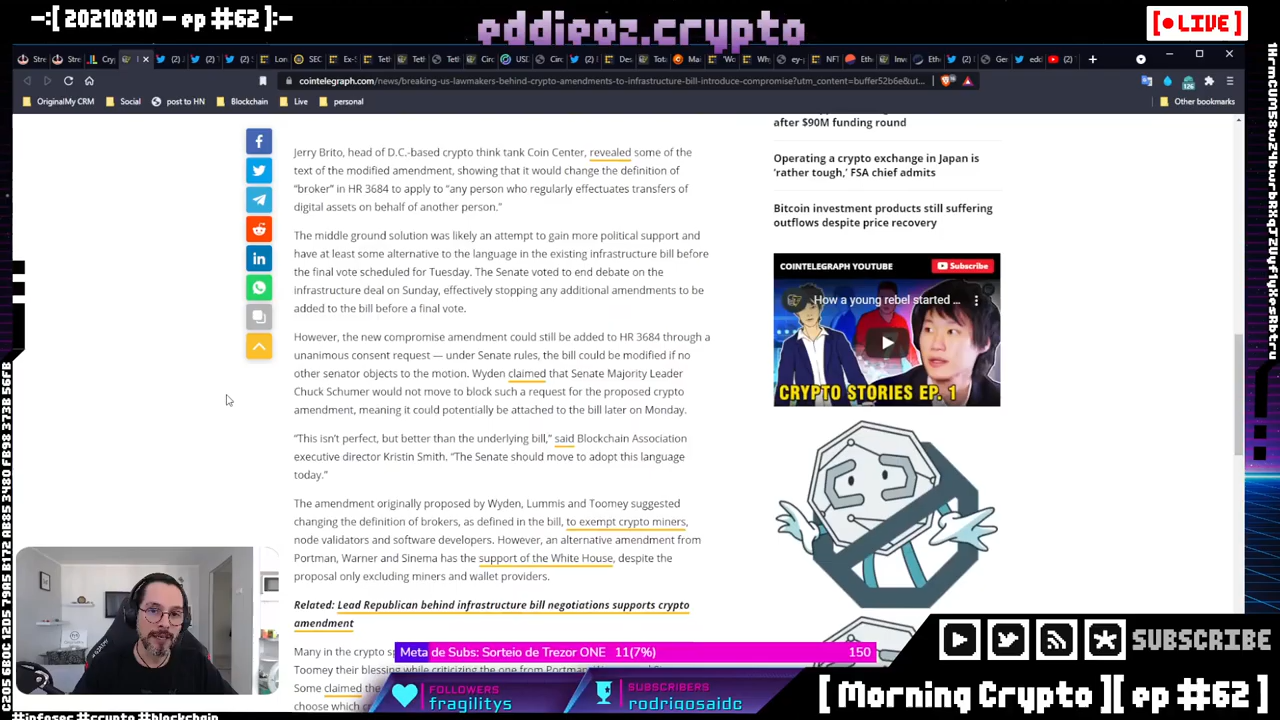 -:[ 20210810 - ep #62 ]:-
eddieoz.crypto
[● LIVE]
cointelegraph.com/news/breaking-us-lawmakers-behind-crypto-amendments-to-infrastructure-bill-introduce-compromise?utm_content=buffer52b6e&ut...
OriginalMy CRM
Social
post to HN
Blockchain
Live
personal
Other bookmarks
Jerry Brito, head of D.C.-based crypto think tank Coin Center, revealed some of the
text of the modified amendment, showing that it would change the definition of
"broker" in HR 3684 to apply to "any person who regularly effectuates transfers of
digital assets on behalf of another person."
The middle ground solution was likely an attempt to gain more political support and
have at least some alternative to the language in the existing infrastructure bill before
the final vote scheduled for Tuesday. The Senate voted to end debate on the
infrastructure deal on Sunday, effectively stopping any additional amendments to be
added to the bill before a final vote.
However, the new compromise amendment could still be added to HR 3684 through a
unanimous consent request — under Senate rules, the bill could be modified if no
other senator objects to the motion. Wyden claimed that Senate Majority Leader
Chuck Schumer would not move to block such a request for the proposed crypto
amendment, meaning it could potentially be attached to the bill later on Monday.
"This isn't perfect, but better than the underlying bill," said Blockchain Association
executive director Kristin Smith. "The Senate should move to adopt this language
today."
The amendment originally proposed by Wyden, Lummis and Toomey suggested
changing the definition of brokers, as defined in the bill, to exempt crypto miners,
node validators and software developers. However, an alternative amendment from
Portman, Warner and Sinema has the support of the White House, despite the
proposal only excluding miners and wallet providers.
Related: Lead Republican behind infrastructure bill negotiations supports crypto
amendment
Many in the crypto
Toomey their blessing while criticizing the one from
Some claimed the
choose which
after $90M funding round
Operating a crypto exchange in Japan is
'rather tough,' FSA chief admits
Bitcoin investment products still suffering
outflows despite price recovery
COINTELEGRAPH YOUTUBE
Subscribe
How a young rebel started ...
CRYPTO STORIES EP. 1
Meta de Subs: Sorteio de Trezor ONE 11(7%)
150
FOLLOWERS
fragilitys
SUBSCRIBERS
rodrigosaidc
SUBSCRIBE
[ Morning Crypto ][ ep #62 ]
#infosec #crypto #blockchain